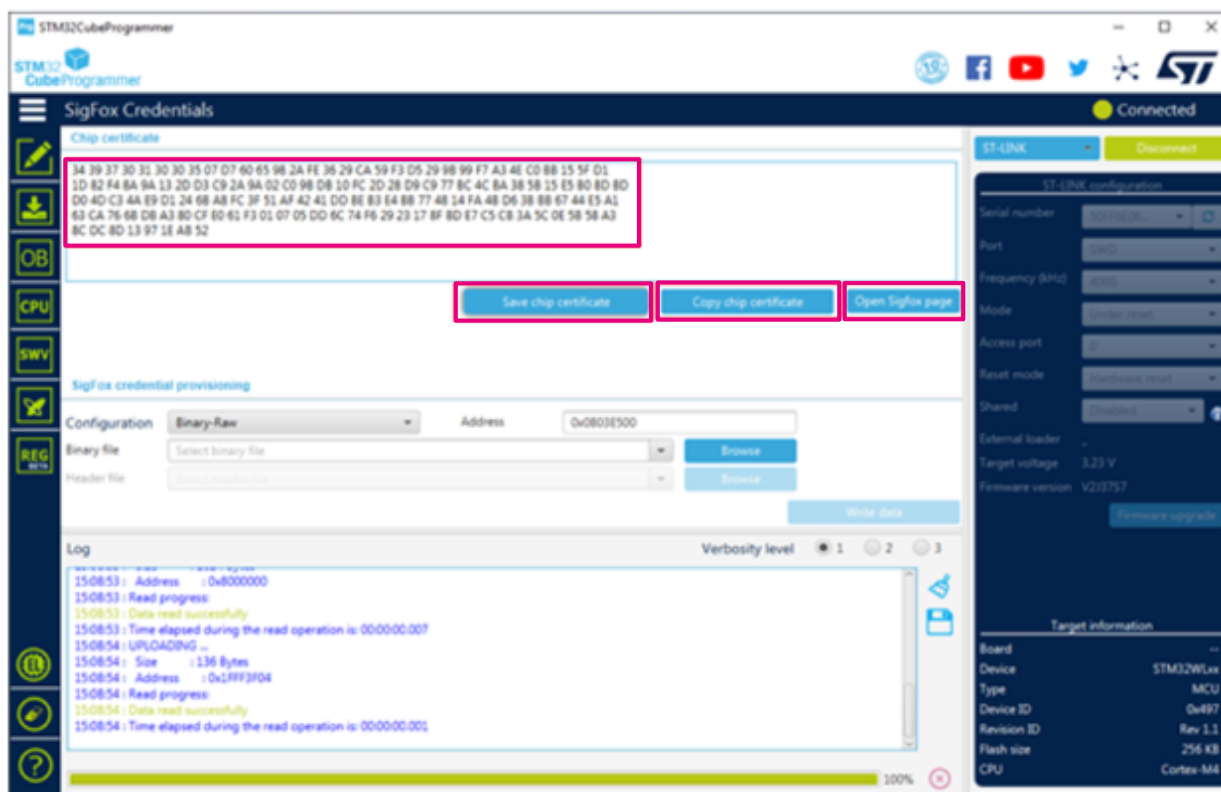 STM32CubeProgrammer
STM32
CubeProgrammer
SigFox Credentials
Connected
Chip certificate
34 39 37 30 31 30 30 35 07 D7 60 65 98 2A FE 36 29 CA 59 F3 D5 29 98 99 F7 A3 4E C0 BB 15 5F D1
1D 82 F4 8A 9A 13 2D D3 C9 2A 9A 02 C0 98 DB 10 FC 2D 28 D9 C9 77 BC 4C 8A 38 58 15 E5 80 8D 8D
D0 4D C3 4A E9 D1 24 6B A8 FC 3F 51 AF 42 41 DD BE B3 E4 BB 77 48 14 FA 4B D6 38 B8 67 44 E5 A1
63 CA 76 6B DB A3 80 CF E0 61 F3 01 07 05 DD 6C 74 F6 29 23 17 8F 8D E7 C5 CB 3A 5C 0E 5B 58 A3
8C DC 8D 13 97 1E AB 52
Save chip certificate
Copy chip certificate
Open Sigfox page
SigFox credential provisioning
Configuration
Binary-Raw
Address
0x0803E500
Binary file
Select binary file
Browse
Header file
Select header file
Browse
Write data
Log
Verbosity level
1
2
3
15:08:53 : Address : 0x8000000
15:08:53 : Read progress:
15:08:53 : Data read successfully
15:08:53 : Time elapsed during the read operation is: 00:00:00.007
15:08:54 : UPLOADING ...
15:08:54 : Size : 136 Bytes
15:08:54 : Address : 0x1FFF3F04
15:08:54 : Read progress:
15:08:54 : Data read successfully
15:08:54 : Time elapsed during the read operation is: 00:00:00.001
100%
OB
CPU
SWV
REG
BETA
ST-LINK
Disconnect
ST-LINK configuration
Serial number
Port
SWD
Frequency (kHz)
4000
Mode
Under reset
Access port
0
Reset mode
Hardware reset
Shared
Disabled
External loader
-
Target voltage
3.23 V
Firmware version
V2J37S7
Firmware upgrade
Target information
Board
--
Device
STM32WLxx
Type
MCU
Device ID
0x497
Revision ID
Rev 1.1
Flash size
256 KB
CPU
Cortex-M4